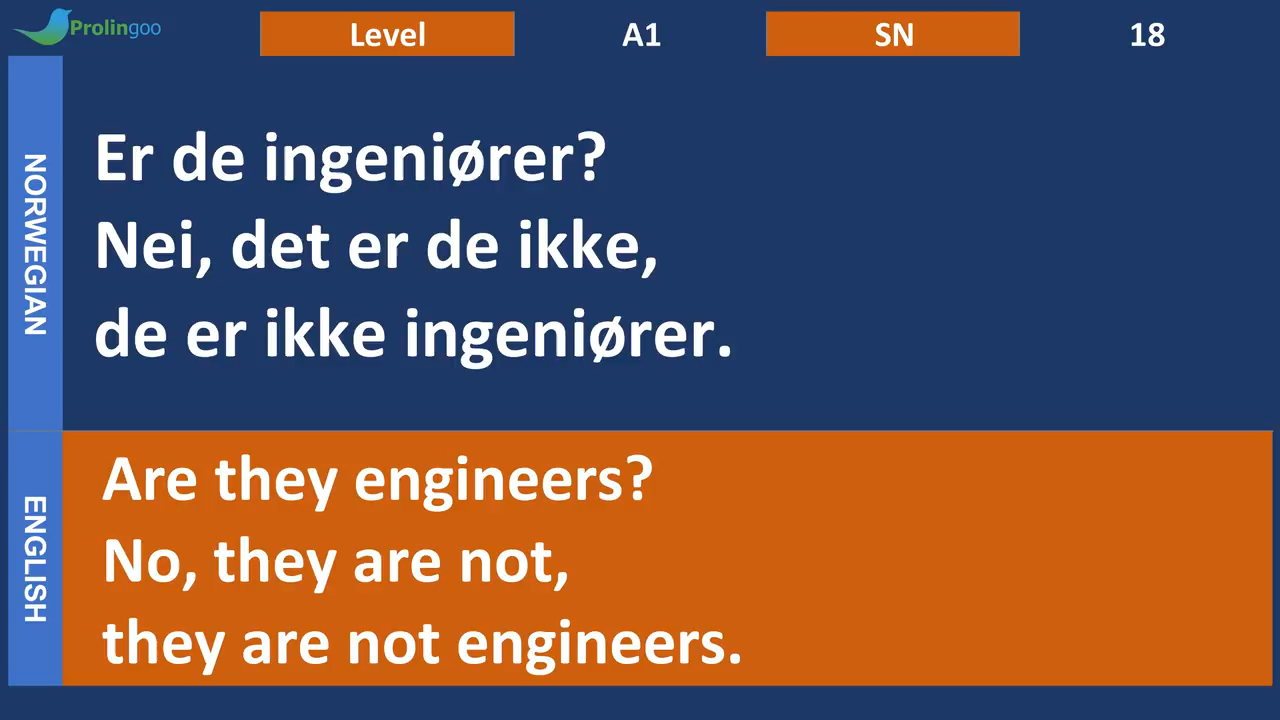 Prolingoo
Level A1 SN 18
NORWEGIAN
Er de ingeniører?
Nei, det er de ikke,
de er ikke ingeniører.
ENGLISH
Are they engineers?
No, they are not,
they are not engineers.